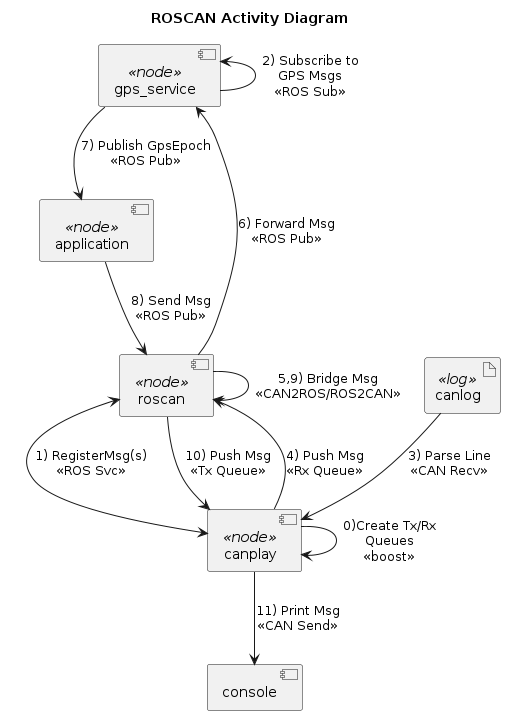 ROSCAN Activity Diagram
«node»
gps_service
2) Subscribe to
GPS Msgs
«ROS Sub»
7) Publish GpsEpoch
«ROS Pub»
«node»
application
6) Forward Msg
«ROS Pub»
8) Send Msg
«ROS Pub»
«node»
roscan
5,9) Bridge Msg
«CAN2ROS/ROS2CAN»
«log»
canlog
1) RegisterMsg(s)
«ROS Svc»
10) Push Msg
«Tx Queue»
4) Push Msg
«Rx Queue»
3) Parse Line
«CAN Recv»
«node»
canplay
0)Create Tx/Rx
Queues
«boost»
11) Print Msg
«CAN Send»
console